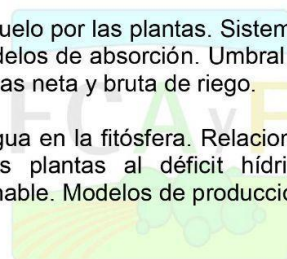 uelo por las plantas. Sistem
delos de absorción. Umbral
as neta y bruta de riego.
gua en la fitósfera. Relacion
s plantas al déficit hídri
nable. Modelos de producció
FCAyF